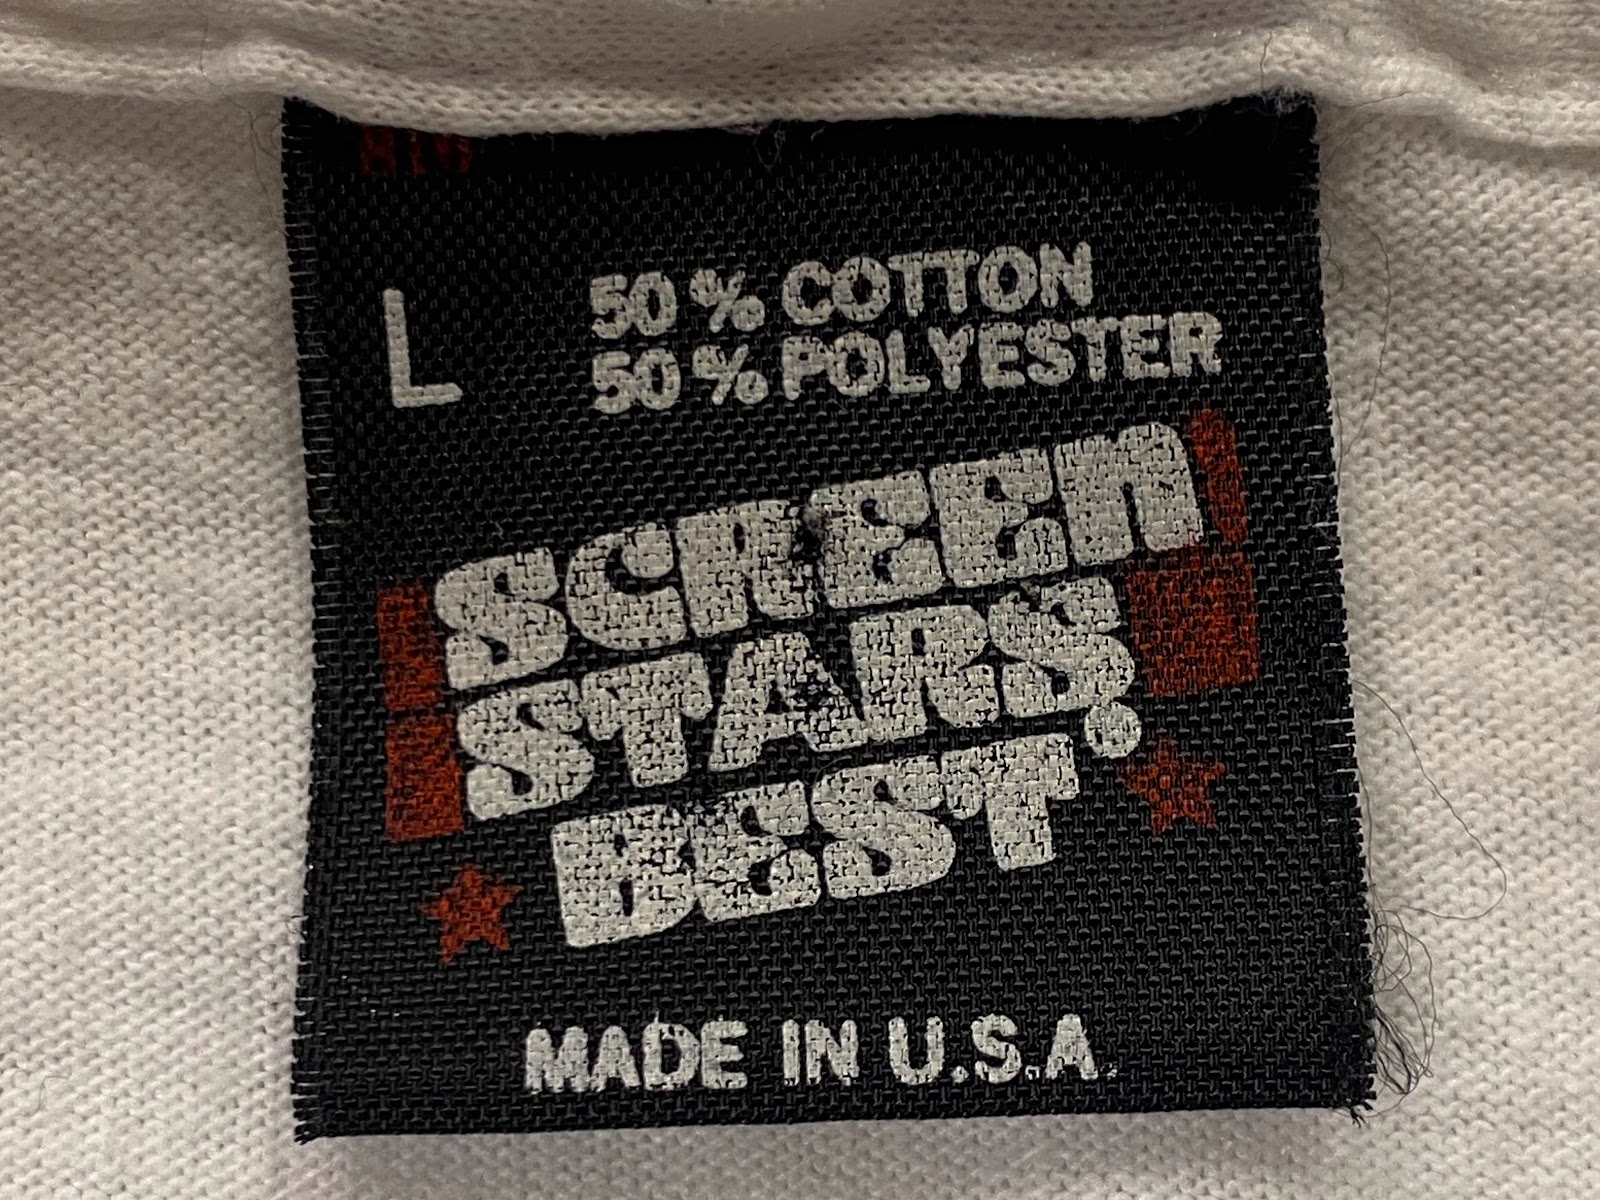 L
50% COTTON
50% POLYESTER
SCREEN
STARS
BEST
MADE IN U.S.A.